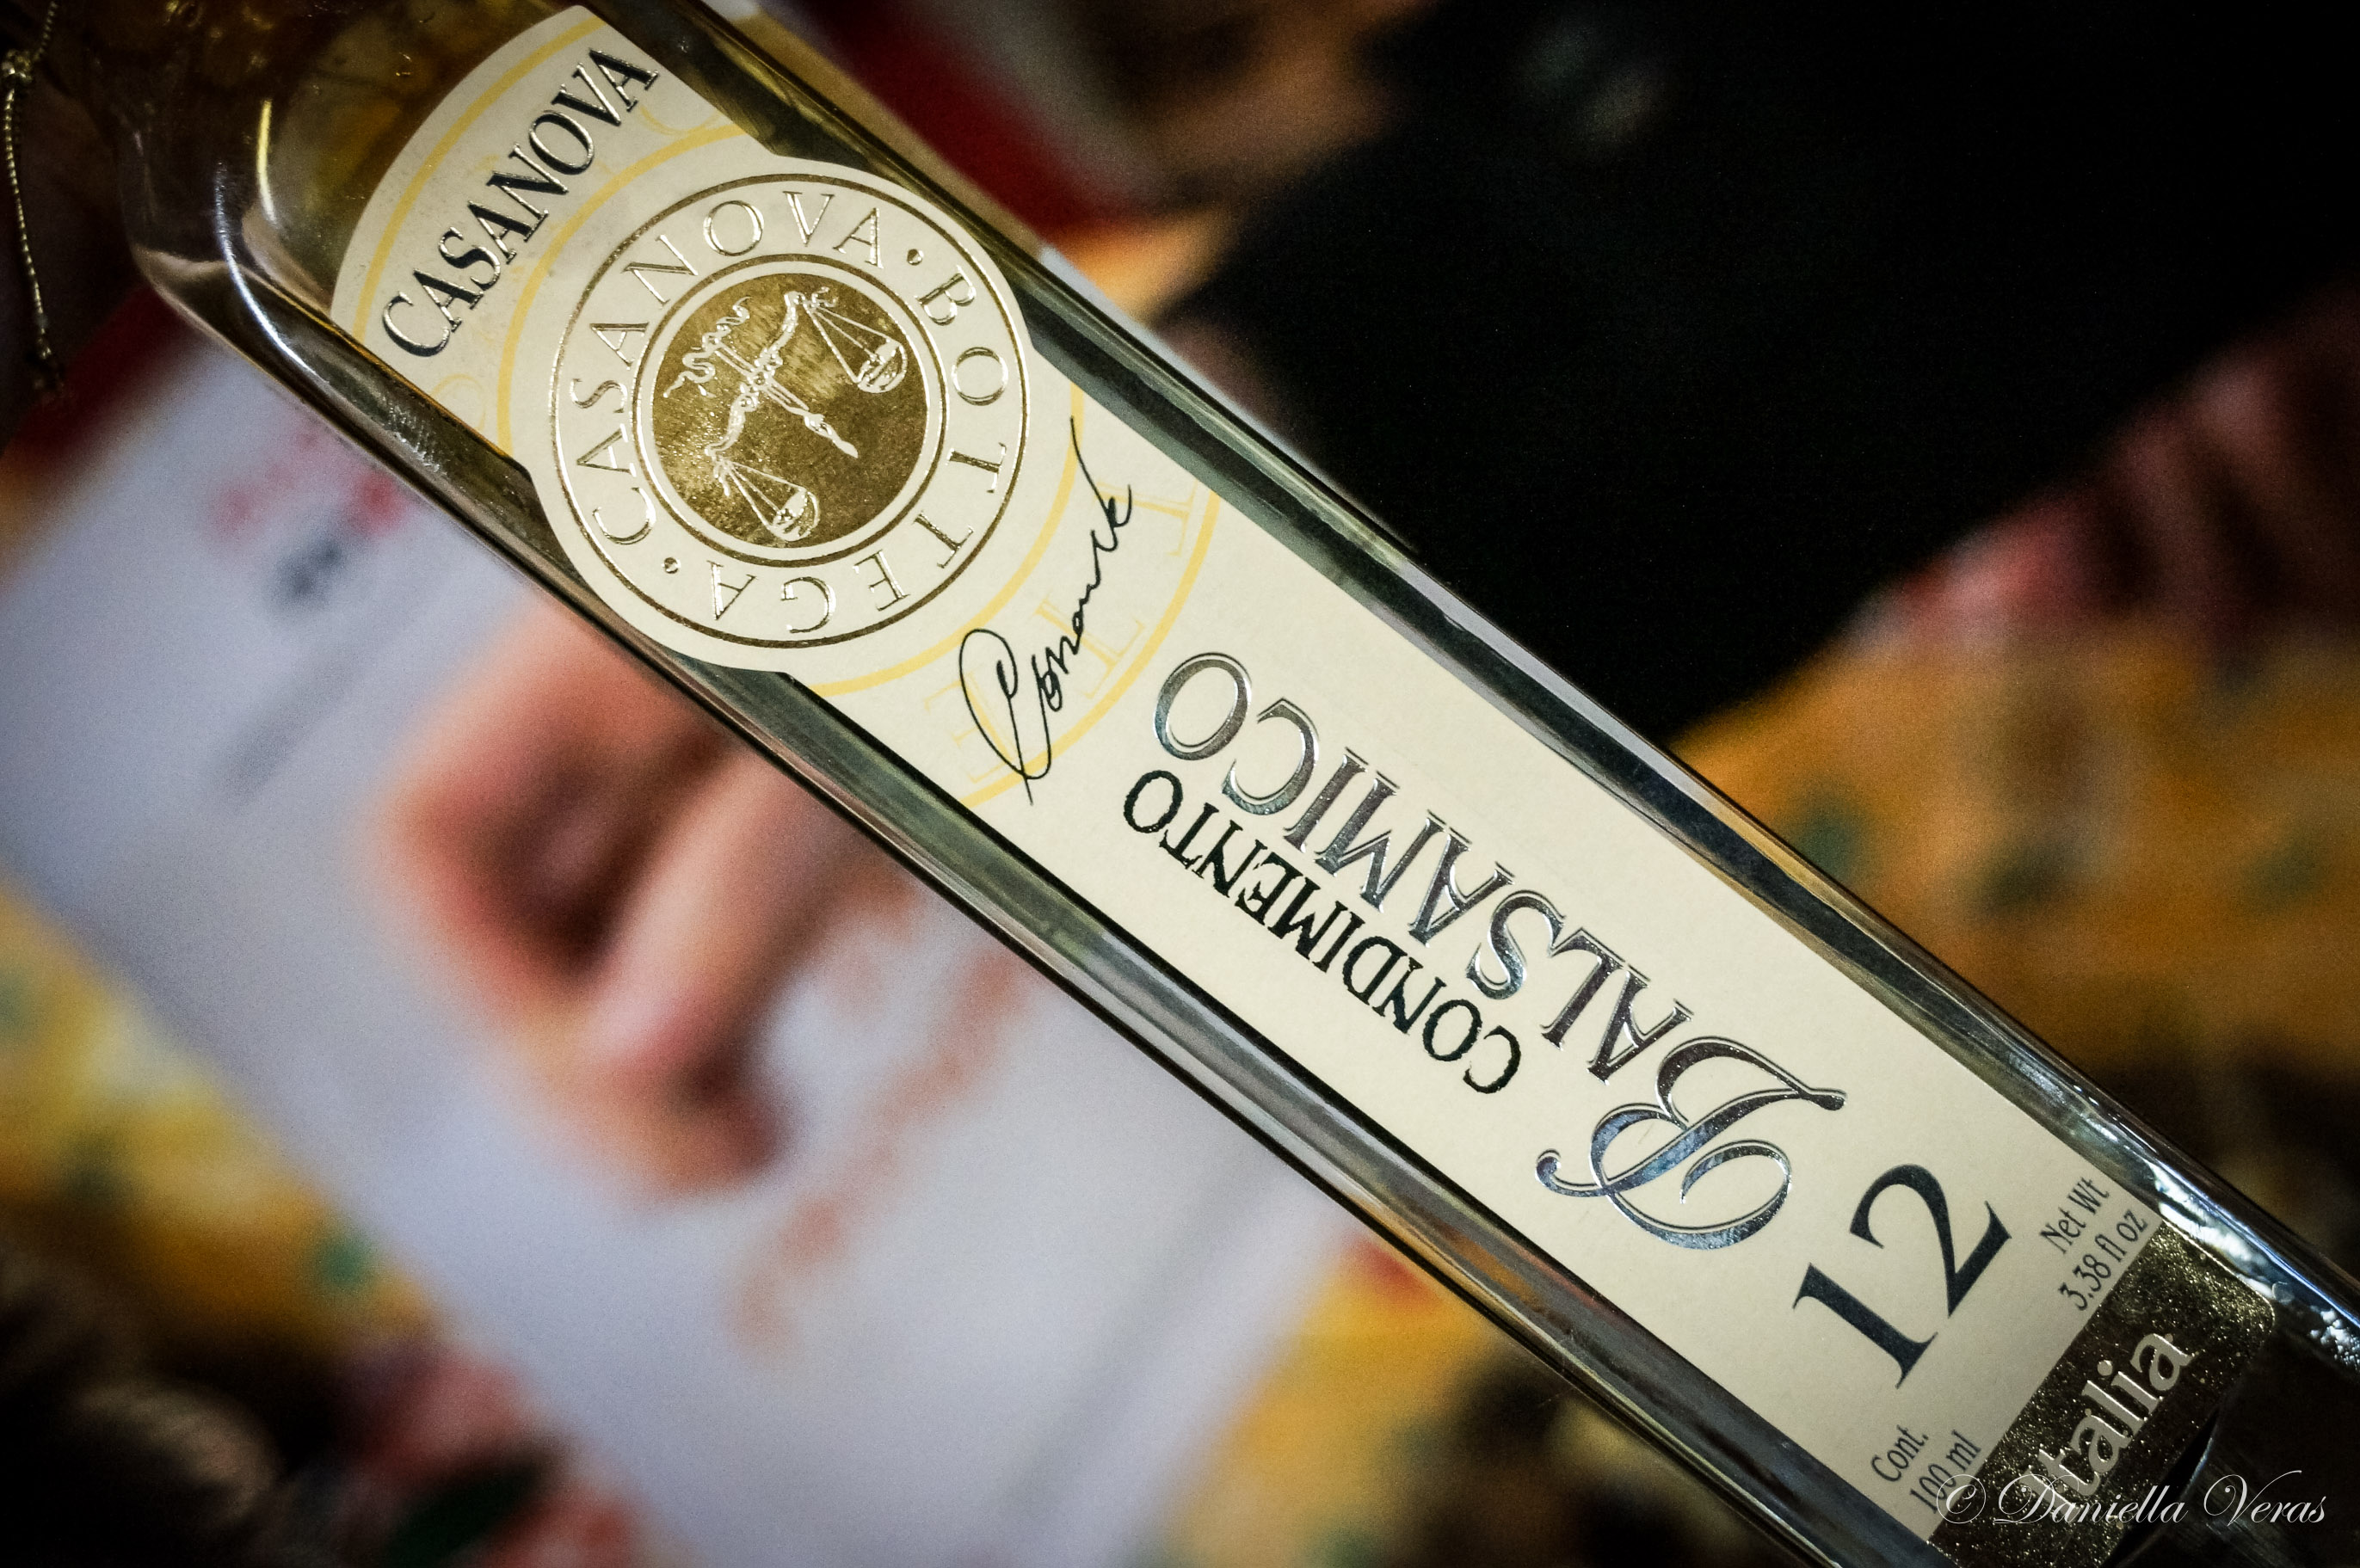 CASANOVA
CASANOVA • BOTTEGA •
CONDIMENTO
BALSAMICO
12
Cont.
100 ml
Net Wt
3.38 fl oz
Italia
© Daniella Veras